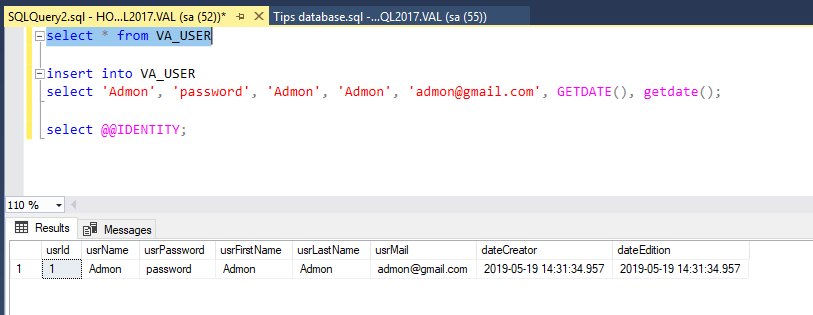 SQLQuery2.sql - HO...L2017.VAL (sa (52))* Tips database.sql -...QL2017.VAL (sa (55))
select * from VA_USER
insert into VA_USER
select 'Admon', 'password', 'Admon', 'Admon', 'admon@gmail.com', GETDATE(), getdate();
select @@IDENTITY;
110 %
Results Messages
usrId usrName usrPassword usrFirstName usrLastName usrMail dateCreator dateEdition
1 1 Admon password Admon Admon admon@gmail.com 2019-05-19 14:31:34.957 2019-05-19 14:31:34.957